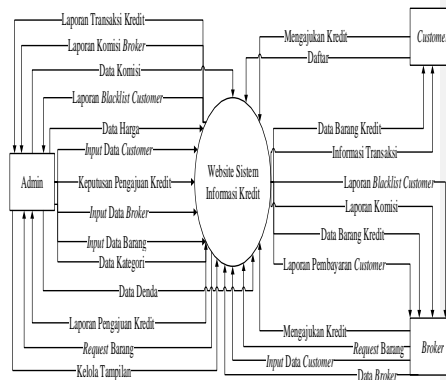 Laporan Transaksi Kredit
Laporan Komisi Broker
Data Komisi
Laporan Blacklist Customer
Data Harga
Input Data Customer
Admin
Keputusan Pengajuan Kredit
Input Data Broker
Input Data Barang
Data Kategori
Data Denda
Laporan Pengajuan Kredit
Request Barang
Kelola Tampilan
Website Sistem
Informasi Kredit
Mengajukan Kredit
Customer
Daftar
Data Barang Kredit
Informasi Transaksi
Laporan Blacklist Customer
Laporan Komisi
Data Barang Kredit
Laporan Pembayaran Customer
Mengajukan Kredit
Request Barang
Broker
Input Data Customer
Data Broker